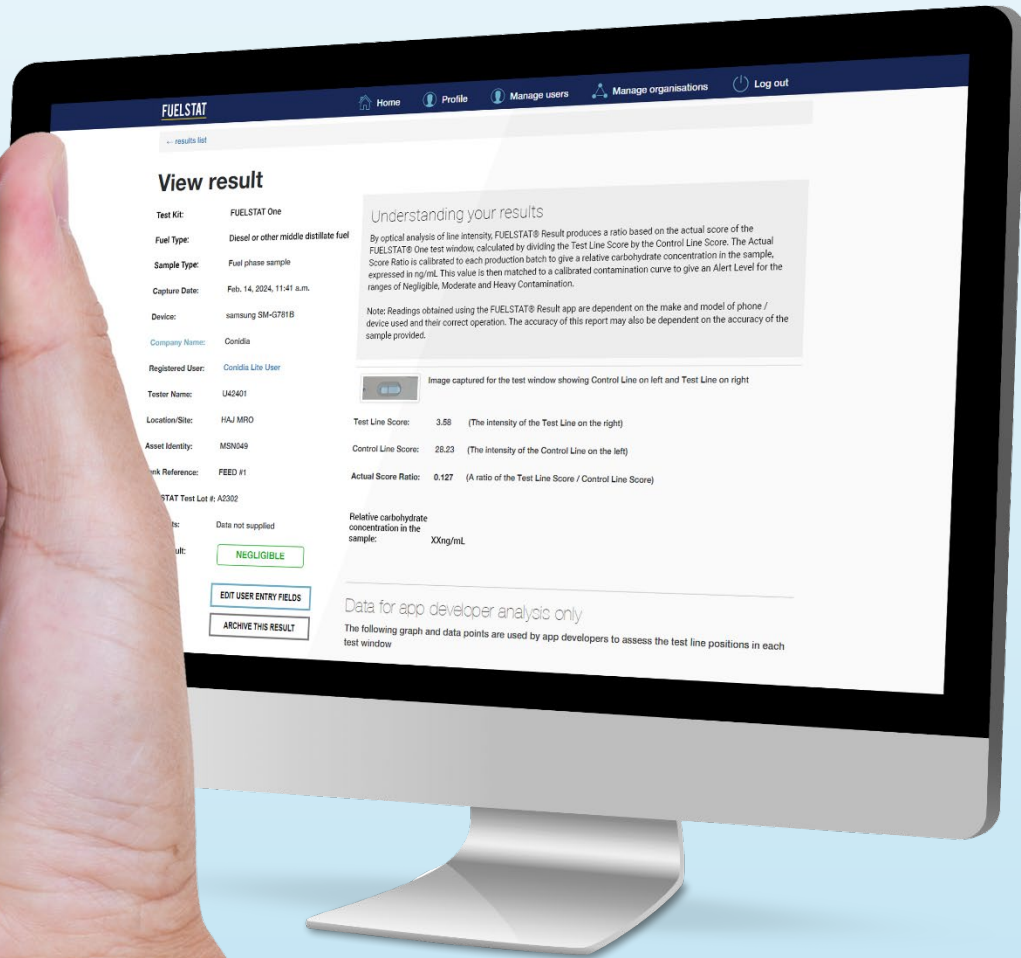 FUELSTAT
Home
Profile
Manage users
Manage organisations
Log out
← results list
View result
Test Kit: FUELSTAT One
Fuel Type: Diesel or other middle distillate fuel
Sample Type: Fuel phase sample
Capture Date: Feb. 14, 2024, 11:41 a.m.
Device: samsung SM-G781B
Company Name: Conidia
Registered User: Conidia Lite User
Tester Name: U42401
Location/Site: HAJ MRO
Asset Identity: MSN049
Reference: FEED #1
Test Lot #: A2302
Data not supplied
NEGLIGIBLE
EDIT USER ENTRY FIELDS
ARCHIVE THIS RESULT
Understanding your results
By optical analysis of line intensity, FUELSTAT® Result produces a ratio based on the actual score of the
FUELSTAT® One test window, calculated by dividing the Test Line Score by the Control Line Score. The Actual
Score Ratio is calibrated to each production batch to give a relative carbohydrate concentration in the sample,
expressed in ng/mL This value is then matched to a calibrated contamination curve to give an Alert Level for the
ranges of Negligible, Moderate and Heavy Contamination.
Note: Readings obtained using the FUELSTAT® Result app are dependent on the make and model of phone /
device used and their correct operation. The accuracy of this report may also be dependent on the accuracy of the
sample provided.
Image captured for the test window showing Control Line on left and Test Line on right
Test Line Score: 3.58 (The intensity of the Test Line on the right)
Control Line Score: 28.23 (The intensity of the Control Line on the left)
Actual Score Ratio: 0.127 (A ratio of the Test Line Score / Control Line Score)
Relative carbohydrate
concentration in the
sample: XXng/mL
Data for app developer analysis only
The following graph and data points are used by app developers to assess the test line positions in each
test window